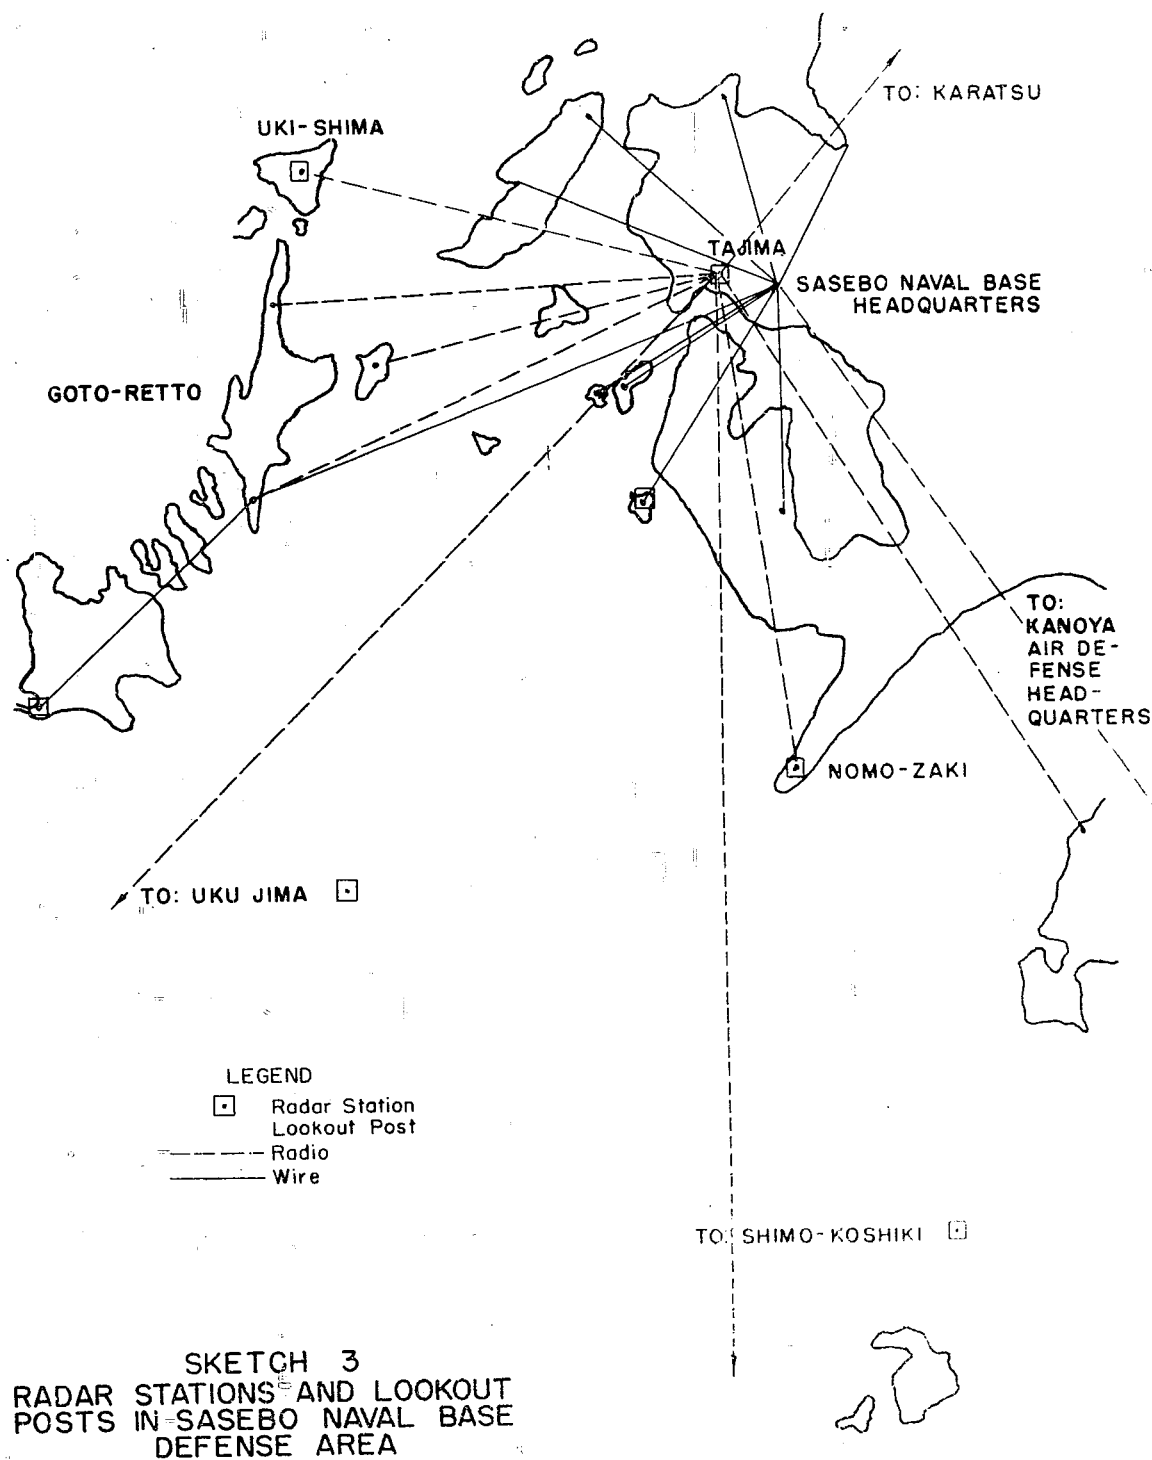 TO: KARATSU
UKI-SHIMA
TAJIMA
SASEBO NAVAL BASE
HEADQUARTERS
GOTO-RETTO
TO:
KANOYA
AIR DE-
FENSE
HEAD-
QUARTERS
NOMO-ZAKI
TO: UKU JIMA
LEGEND
Radar Station
Lookout Post
Radio
Wire
TO: SHIMO-KOSHIKI
SKETCH 3
RADAR STATIONS AND LOOKOUT
POSTS IN SASEBO NAVAL BASE
DEFENSE AREA